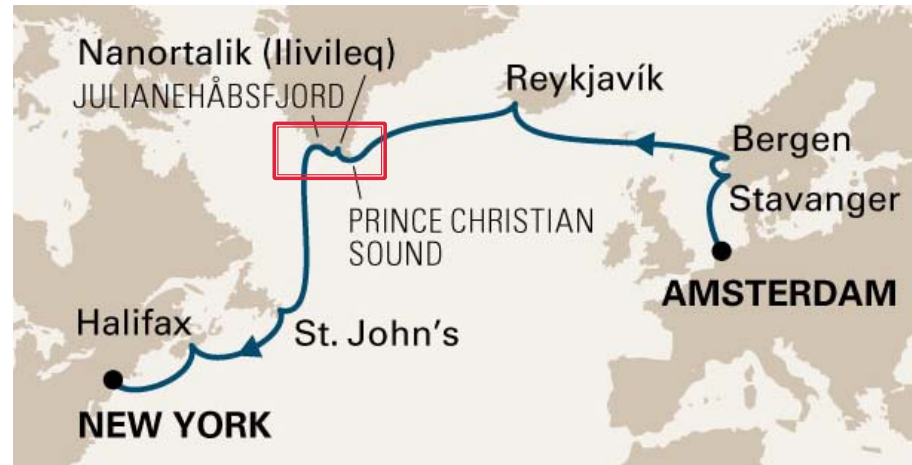 Nanortalik (Ilivileq)
JULIANEHÅBSFJORD
Reykjavík
Bergen
Stavanger
PRINCE CHRISTIAN
SOUND
AMSTERDAM
Halifax
St. John’s
NEW YORK